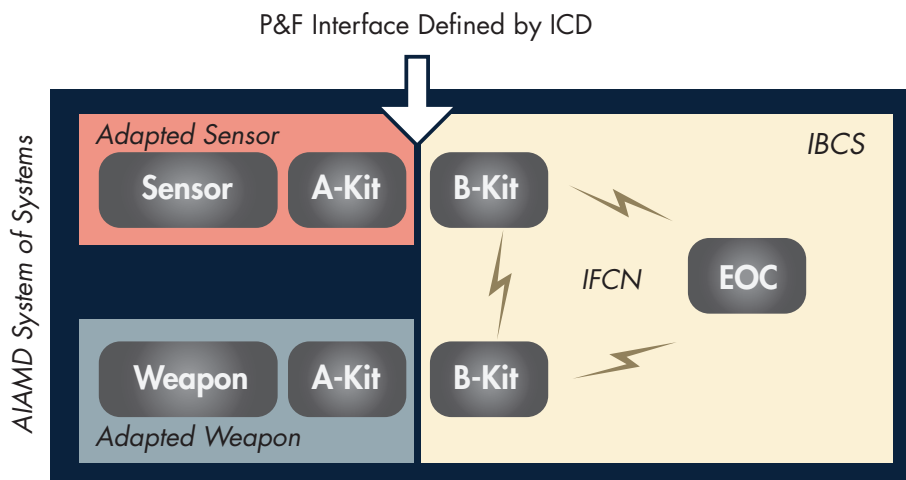 P&F Interface Defined by ICD
AIAMD System of Systems
Adapted Sensor
IBCS
Sensor
A-Kit
B-Kit
IFCN
EOC
Weapon
A-Kit
B-Kit
Adapted Weapon